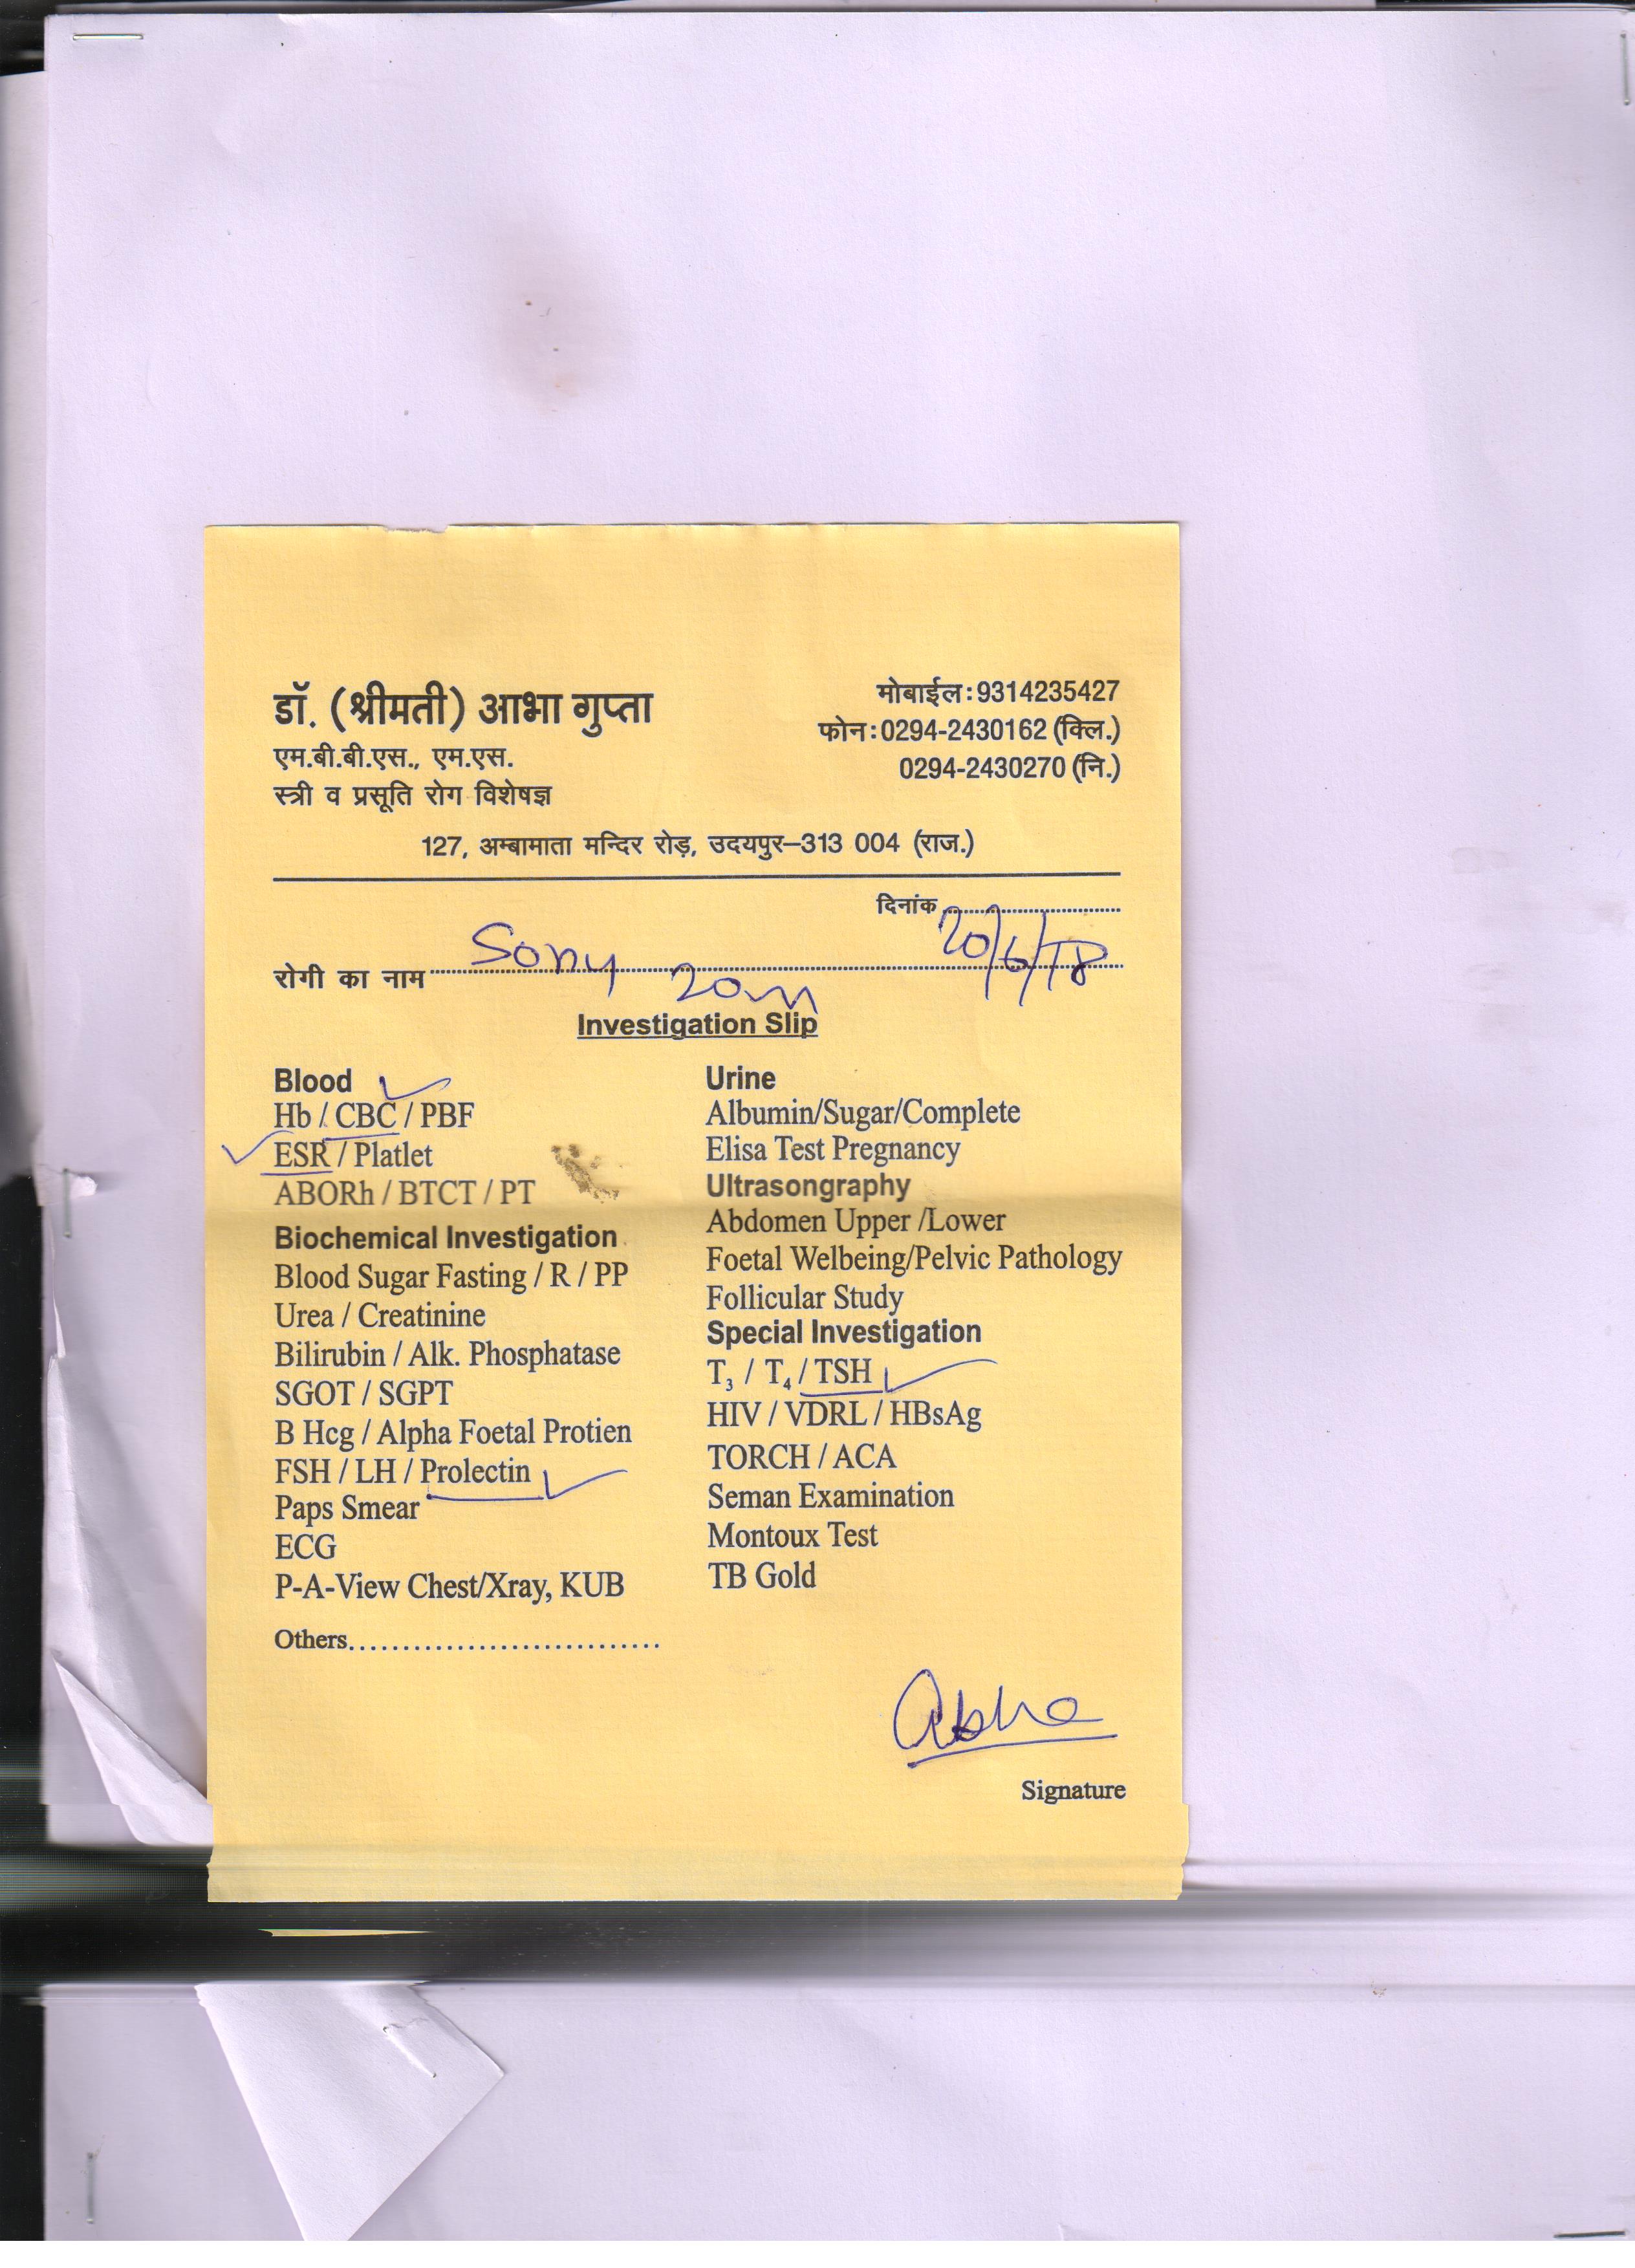 डॉ. (श्रीमती) आभा गुप्ता
एम.बी.बी.एस., एम.एस.
स्त्री व प्रसूति रोग विशेषज्ञ
मोबाईल : 9314235427
फोन : 0294-2430162 (क्लि.)
0294-2430270 (नि.)
127, अम्बामाता मन्दिर रोड़, उदयपुर–313 004 (राज.)
दिनांक 20/6/18
रोगी का नाम Sony
Investigation Slip
Blood
Hb / CBC / PBF
ESR / Platlet
ABORh / BTCT / PT
Biochemical Investigation
Blood Sugar Fasting / R / PP
Urea / Creatinine
Bilirubin / Alk. Phosphatase
SGOT / SGPT
B Hcg / Alpha Foetal Protien
FSH / LH / Prolectin
Paps Smear
ECG
P-A-View Chest/Xray, KUB
Others..............................
Urine
Albumin/Sugar/Complete
Elisa Test Pregnancy
Ultrasongraphy
Abdomen Upper /Lower
Foetal Welbeing/Pelvic Pathology
Follicular Study
Special Investigation
T₃ / T₄ / TSH
HIV / VDRL / HBsAg
TORCH / ACA
Seman Examination
Montoux Test
TB Gold
Abha
Signature